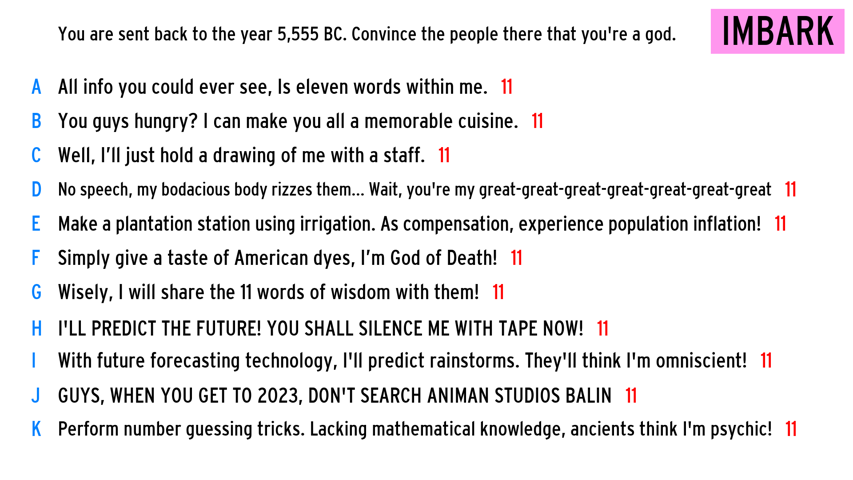 You are sent back to the year 5,555 BC. Convince the people there that you're a god.
IMBARK
A All info you could ever see, Is eleven words within me. 11
B You guys hungry? I can make you all a memorable cuisine. 11
C Well, I'll just hold a drawing of me with a staff. 11
D No speech, my bodacious body rizzes them... Wait, you're my great-great-great-great-great-great-great 11
E Make a plantation station using irrigation. As compensation, experience population inflation! 11
F Simply give a taste of American dyes, I'm God of Death! 11
G Wisely, I will share the 11 words of wisdom with them! 11
H I'LL PREDICT THE FUTURE! YOU SHALL SILENCE ME WITH TAPE NOW! 11
I With future forecasting technology, I'll predict rainstorms. They'll think I'm omniscient! 11
J GUYS, WHEN YOU GET TO 2023, DON'T SEARCH ANIMAN STUDIOS BALIN 11
K Perform number guessing tricks. Lacking mathematical knowledge, ancients think I'm psychic! 11